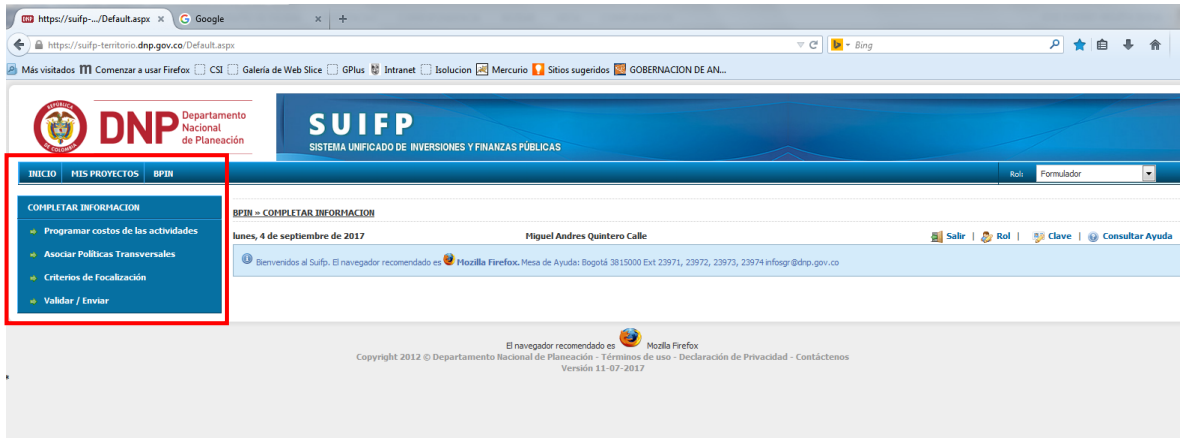 https://suifp-.../Default.aspx × Google × +
https://suifp-territorio.dnp.gov.co/Default.aspx Bing
Más visitados Comenzar a usar Firefox CSI Galería de Web Slice GPlus Intranet Isolucion Mercurio Sitios sugeridos GOBERNACION DE AN...
REPÚBLICA
DE COLOMBIA
DNP Departamento
Nacional
de Planeación
SUIFP
SISTEMA UNIFICADO DE INVERSIONES Y FINANZAS PÚBLICAS
INICIO MIS PROYECTOS BPIN Rol: Formulador
COMPLETAR INFORMACION
Programar costos de las actividades
Asociar Políticas Transversales
Criterios de Focalización
Validar / Enviar
BPIN » COMPLETAR INFORMACION
lunes, 4 de septiembre de 2017 Miguel Andres Quintero Calle Salir | Rol | Clave | Consultar Ayuda
Bienvenidos al Suifp. El navegador recomendado es Mozilla Firefox. Mesa de Ayuda: Bogotá 3815000 Ext 23971, 23972, 23973, 23974 infosgr@dnp.gov.co
El navegador recomendado es Mozilla Firefox
Copyright 2012 © Departamento Nacional de Planeación - Términos de uso - Declaración de Privacidad - Contáctenos
Versión 11-07-2017